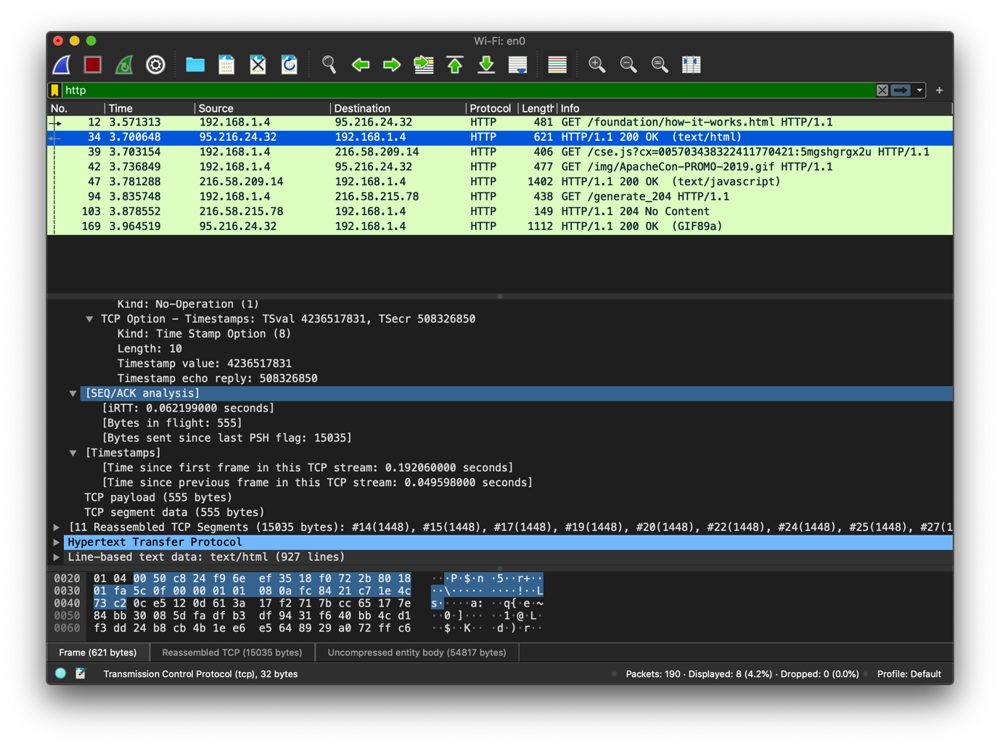 Wi-Fi: en0
http
No. Time Source Destination Protocol Length Info
12 3.571313 192.168.1.4 95.216.24.32 HTTP 481 GET /foundation/how-it-works.html HTTP/1.1
34 3.700648 95.216.24.32 192.168.1.4 HTTP 621 HTTP/1.1 200 OK (text/html)
39 3.703154 192.168.1.4 216.58.209.14 HTTP 406 GET /cse.js?cx=005703438322411770421:5mgshgrgx2u HTTP/1.1
42 3.736849 192.168.1.4 95.216.24.32 HTTP 477 GET /img/ApacheCon-PROMO-2019.gif HTTP/1.1
47 3.781288 216.58.209.14 192.168.1.4 HTTP 1402 HTTP/1.1 200 OK (text/javascript)
94 3.835748 192.168.1.4 216.58.215.78 HTTP 438 GET /generate_204 HTTP/1.1
103 3.878552 216.58.215.78 192.168.1.4 HTTP 149 HTTP/1.1 204 No Content
169 3.964519 95.216.24.32 192.168.1.4 HTTP 1112 HTTP/1.1 200 OK (GIF89a)
Kind: No-Operation (1)
TCP Option – Timestamps: TSval 4236517831, TSecr 508326850
Kind: Time Stamp Option (8)
Length: 10
Timestamp value: 4236517831
Timestamp echo reply: 508326850
[SEQ/ACK analysis]
[iRTT: 0.062199000 seconds]
[Bytes in flight: 555]
[Bytes sent since last PSH flag: 15035]
[Timestamps]
[Time since first frame in this TCP stream: 0.192060000 seconds]
[Time since previous frame in this TCP stream: 0.049598000 seconds]
TCP payload (555 bytes)
TCP segment data (555 bytes)
[11 Reassembled TCP Segments (15035 bytes): #14(1448), #15(1448), #17(1448), #19(1448), #20(1448), #22(1448), #24(1448), #25(1448), #27(1
Hypertext Transfer Protocol
Line-based text data: text/html (927 lines)
0020 01 04 00 50 c8 24 f9 6e ef 35 18 f0 72 2b 80 18 ···P·$·n ·5··r+··
0030 01 fa 5c 0f 00 00 01 01 08 0a fc 84 21 c7 1e 4c ··\····· ····!··L
0040 73 c2 0c e5 12 0d 61 3a 17 f2 71 7b cc 65 17 7e s·····a: ··q{·e·~
0050 84 bb 30 08 5d fa df b3 df 94 31 f6 40 bb 4c d1 ··0·]··· ··1·@·L·
0060 f3 dd 24 b8 cb 4b 1e e6 e5 64 89 29 a0 72 ff c6 ··$··K·· ·d·)·r··
Frame (621 bytes) Reassembled TCP (15035 bytes) Uncompressed entity body (54817 bytes)
Transmission Control Protocol (tcp), 32 bytes Packets: 190 · Displayed: 8 (4.2%) · Dropped: 0 (0.0%) Profile: Default